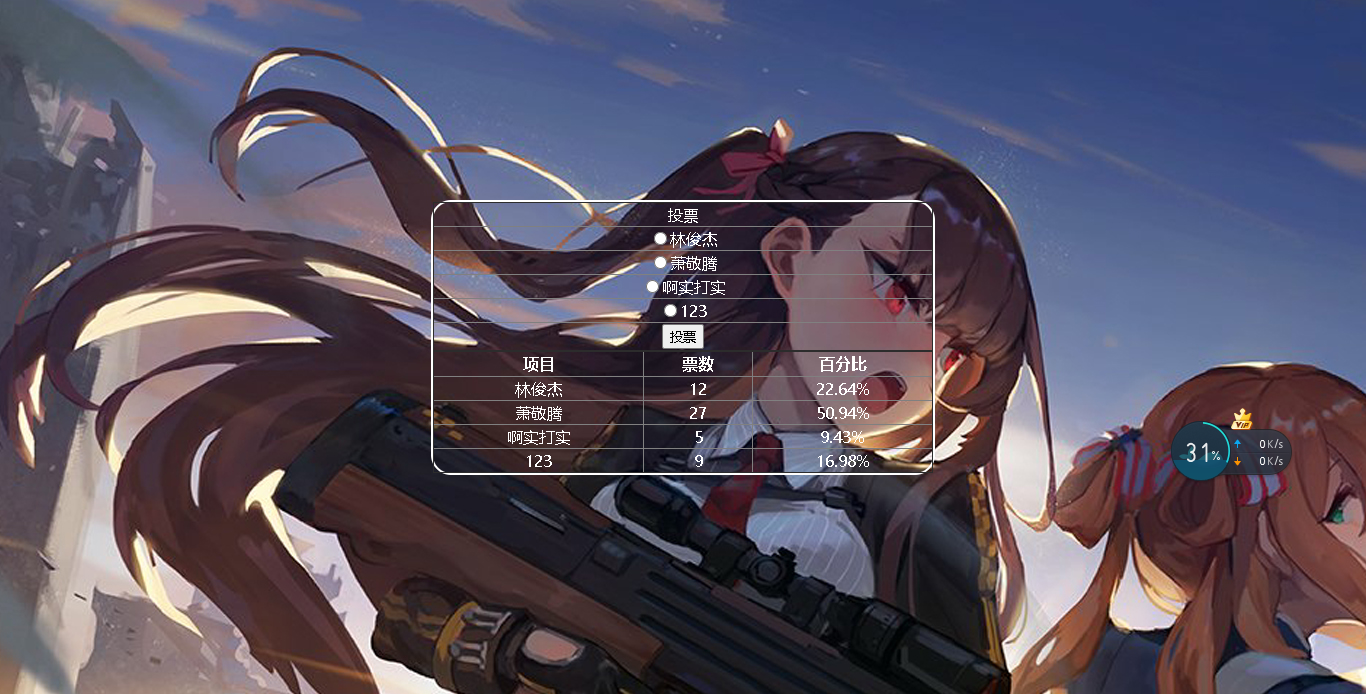 投票
林俊杰
萧敬腾
啊实打实
123
投票
项目 票数 百分比
林俊杰 12 22.64%
萧敬腾 27 50.94%
啊实打实 5 9.43%
123 9 16.98%
VIP
31% 0K/s
0K/s